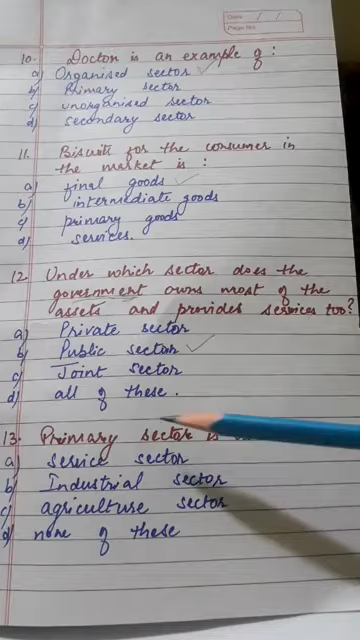 Date / /
Page No.
10. Doctor is an example of :
a) Organised sector ✓
b) Primary sector
c) unorganised sector
d) secondary sector
11. Biscuits for the consumer in
the market is :
a) final goods ✓
b) intermediate goods
c) primary goods
d) services.
12. Under which sector does the
government owns most of the
assets and provides services too?
a) Private sector
b) Public sector ✓
c) Joint sector
d) all of these.
13. Primary sector is
a) service sector
b) Industrial sector
c) agriculture sector
d) none of these